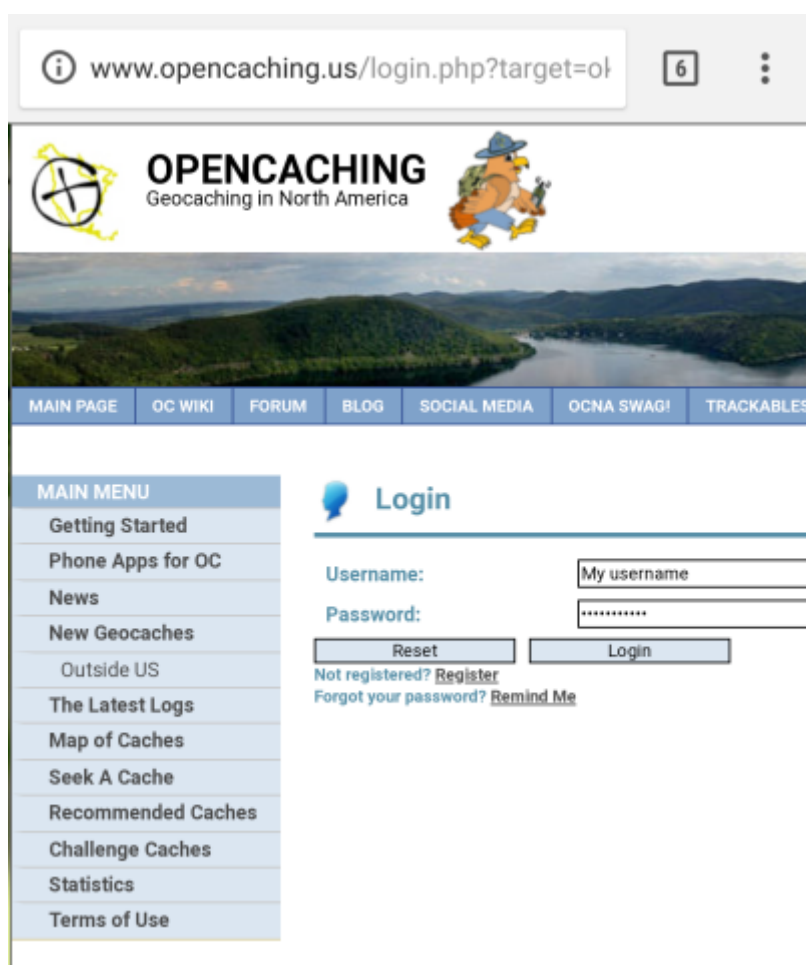 www.opencaching.us/login.php?target=ok
6
OPENCACHING
Geocaching in North America
MAIN PAGE OC WIKI FORUM BLOG SOCIAL MEDIA OCNA SWAG! TRACKABLES
MAIN MENU
Getting Started
Phone Apps for OC
News
New Geocaches
Outside US
The Latest Logs
Map of Caches
Seek A Cache
Recommended Caches
Challenge Caches
Statistics
Terms of Use
Login
Username: My username
Password: •••••••••••
Reset Login
Not registered? Register
Forgot your password? Remind Me